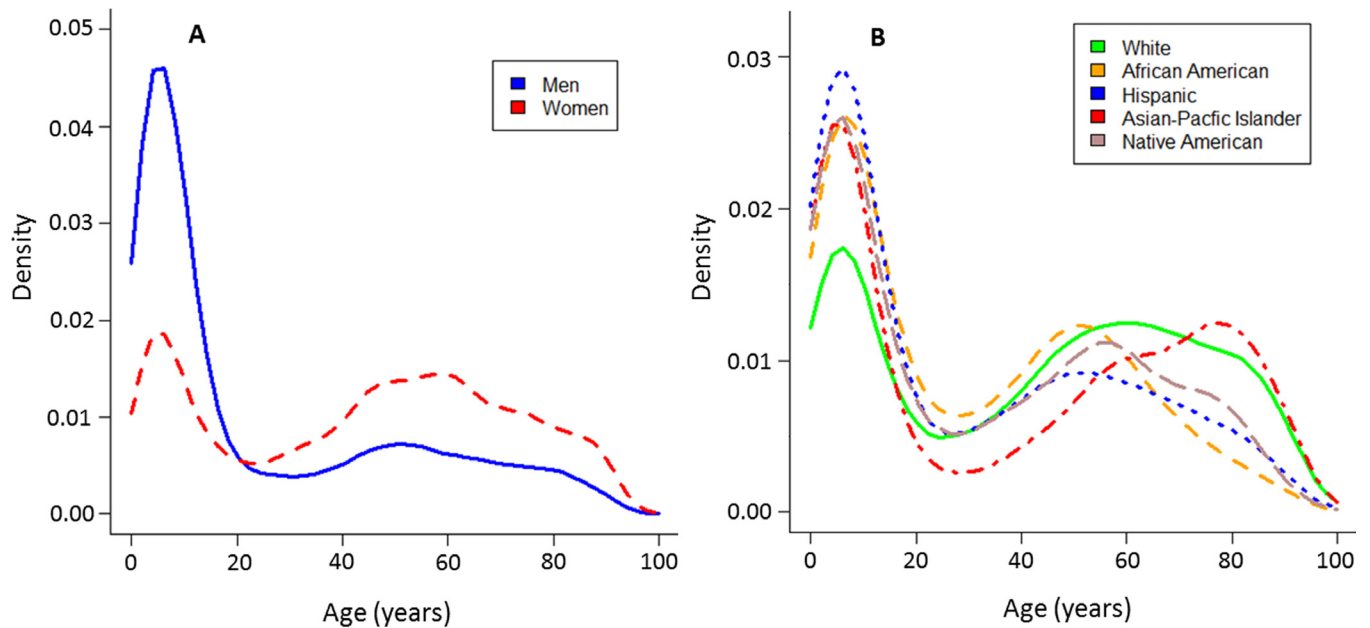 A
Men
Women
0.05
0.04
0.03
0.02
0.01
0.00
Density
0
20
40
60
80
100
Age (years)
B
White
African American
Hispanic
Asian-Pacfic Islander
Native American
0.03
0.02
0.01
0.00
Density
0
20
40
60
80
100
Age (years)